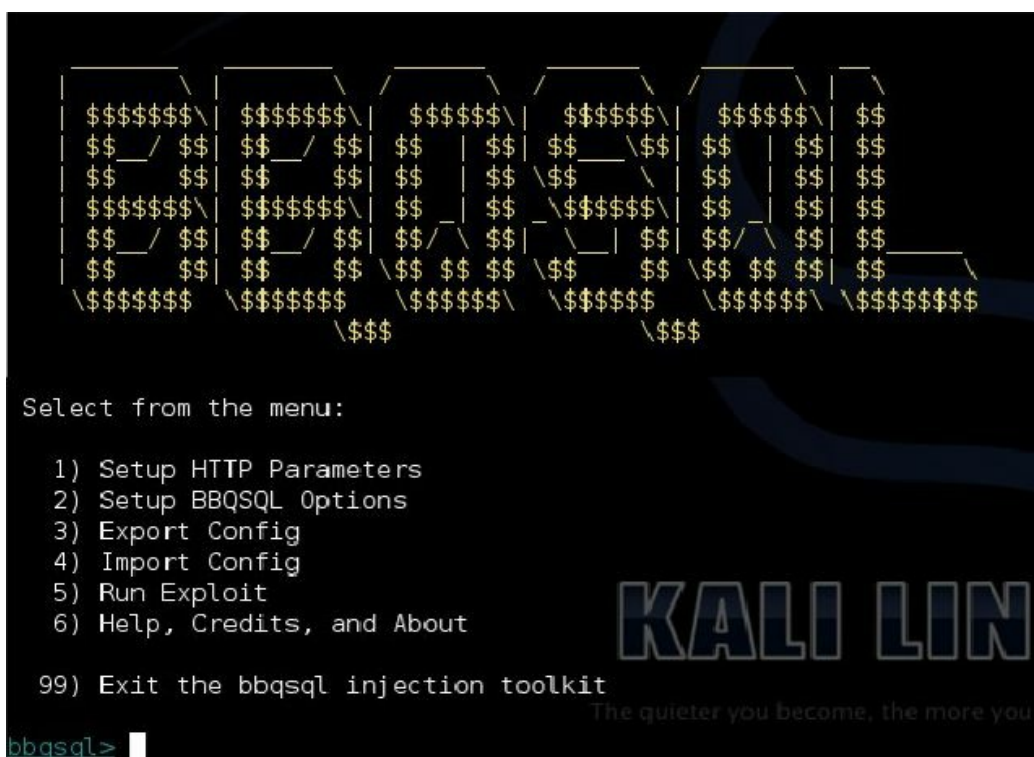 BBQSQL
Select from the menu:
1) Setup HTTP Parameters
2) Setup BBQSQL Options
3) Export Config
4) Import Config
5) Run Exploit
6) Help, Credits, and About
99) Exit the bbqsql injection toolkit
KALI LIN
The quieter you become, the more you
bbqsql>